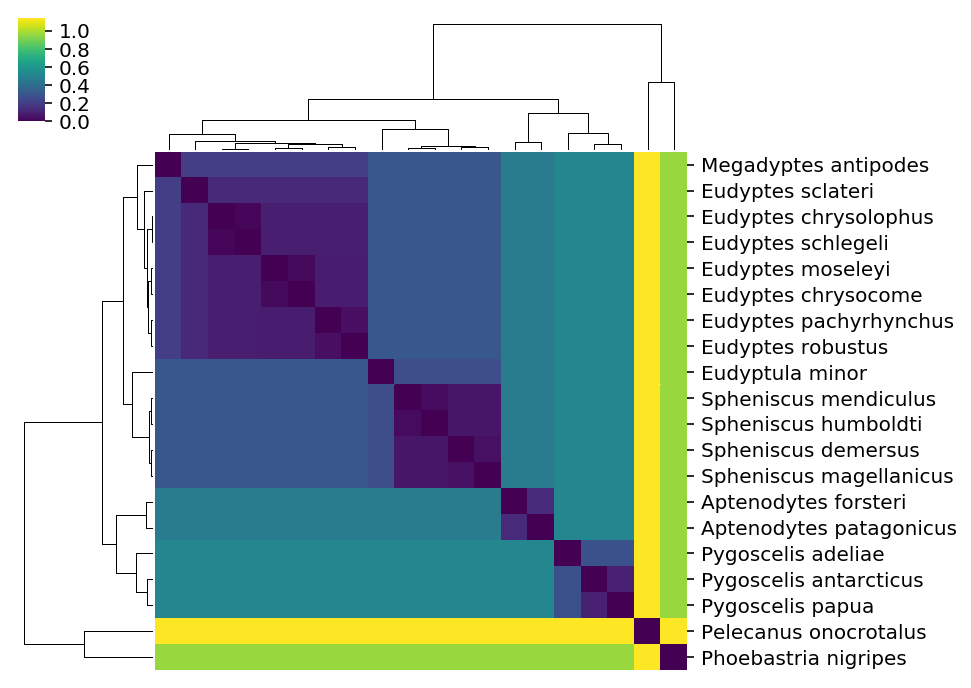 1.0
0.8
0.6
0.4
0.2
0.0
Megadyptes antipodes
Eudyptes sclateri
Eudyptes chrysolophus
Eudyptes schlegeli
Eudyptes moseleyi
Eudyptes chrysocome
Eudyptes pachyrhynchus
Eudyptes robustus
Eudyptula minor
Spheniscus mendiculus
Spheniscus humboldti
Spheniscus demersus
Spheniscus magellanicus
Aptenodytes forsteri
Aptenodytes patagonicus
Pygoscelis adeliae
Pygoscelis antarcticus
Pygoscelis papua
Pelecanus onocrotalus
Phoebastria nigripes